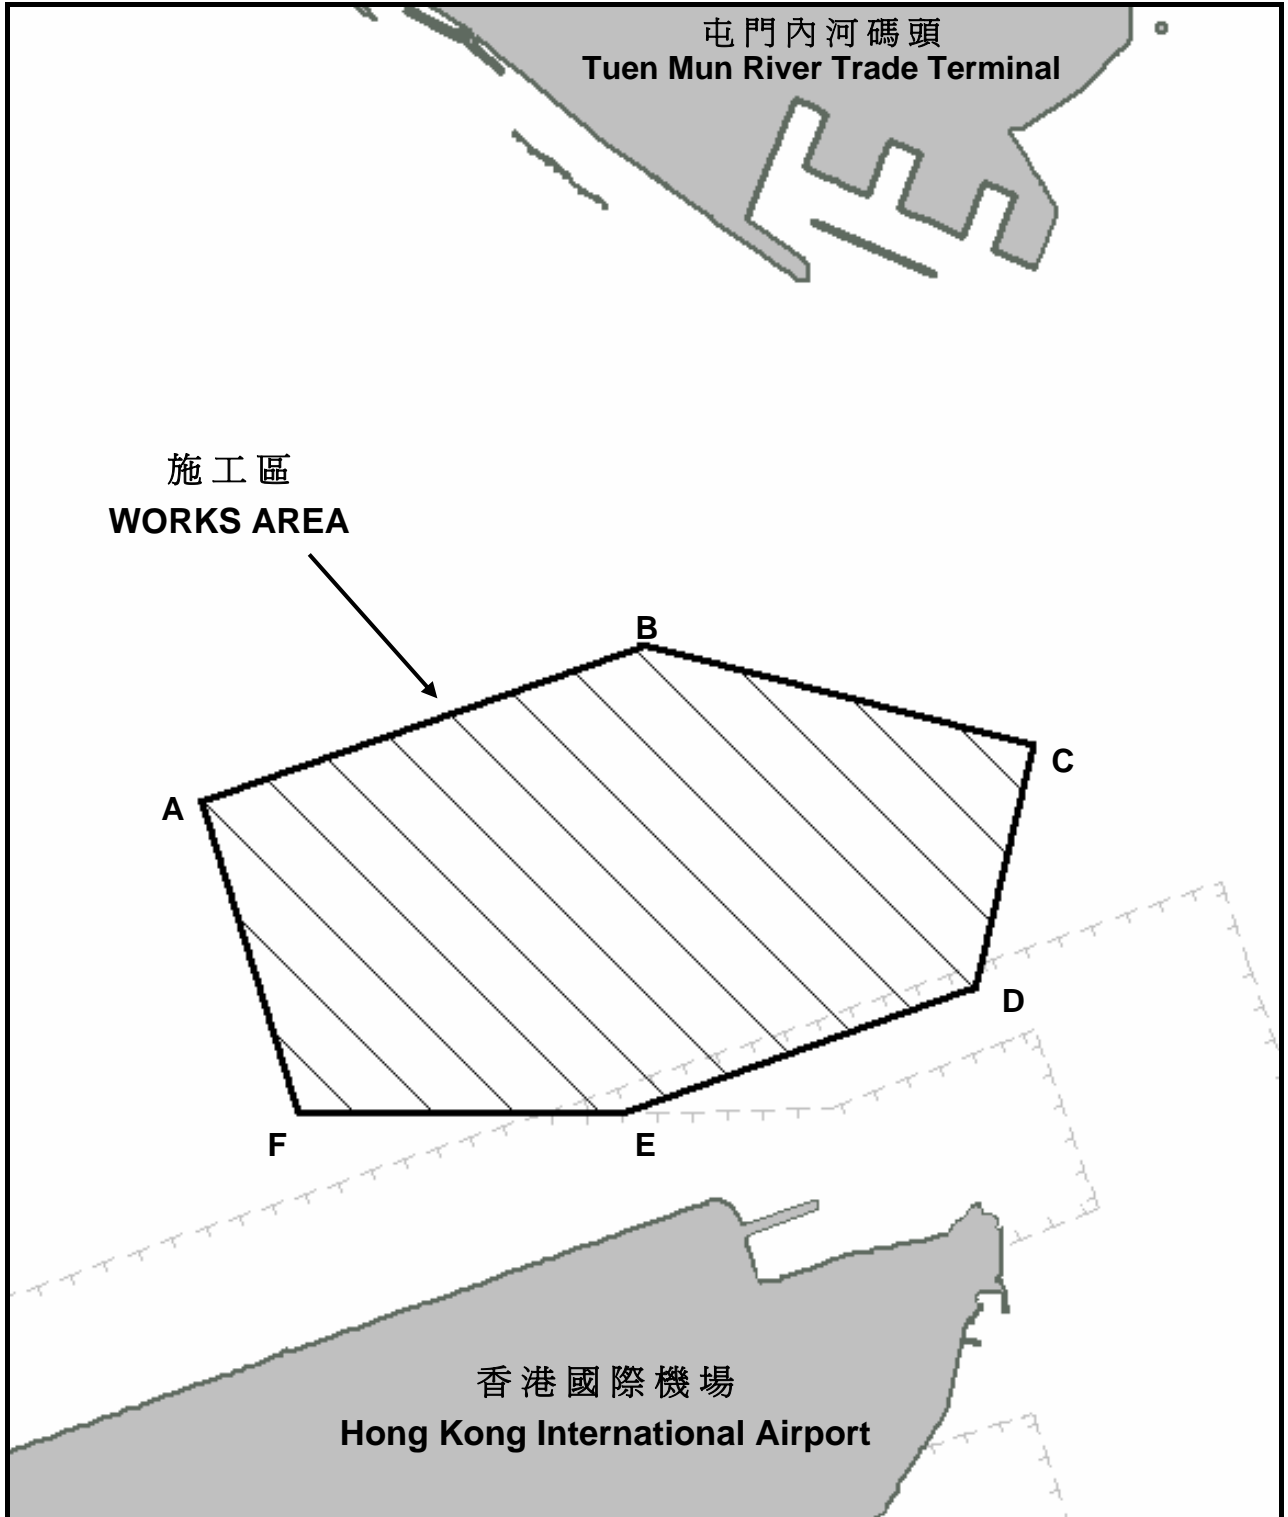 屯門內河碼頭
Tuen Mun River Trade Terminal
施工區
WORKS AREA
B
C
A
D
F
E
香港國際機場
Hong Kong International Airport